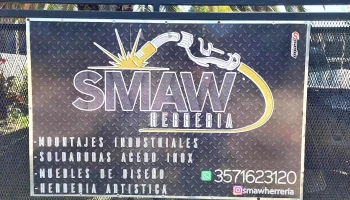 SMAW
HERRERIA
-MONTAJES INDUSTRIALES
-SOLDADURAS ACERO INOX
-MUEBLES DE DISEÑO
-HERRERIA ARTISTICA
3571623120
smawherreria